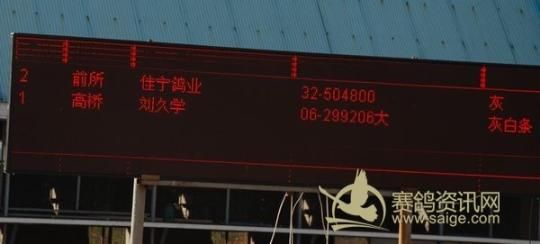 2 前所 佳宁鸽业 32-504800 灰
1 高桥 刘久学 06-299206大 灰白条
赛鸽资讯网
www.saige.com